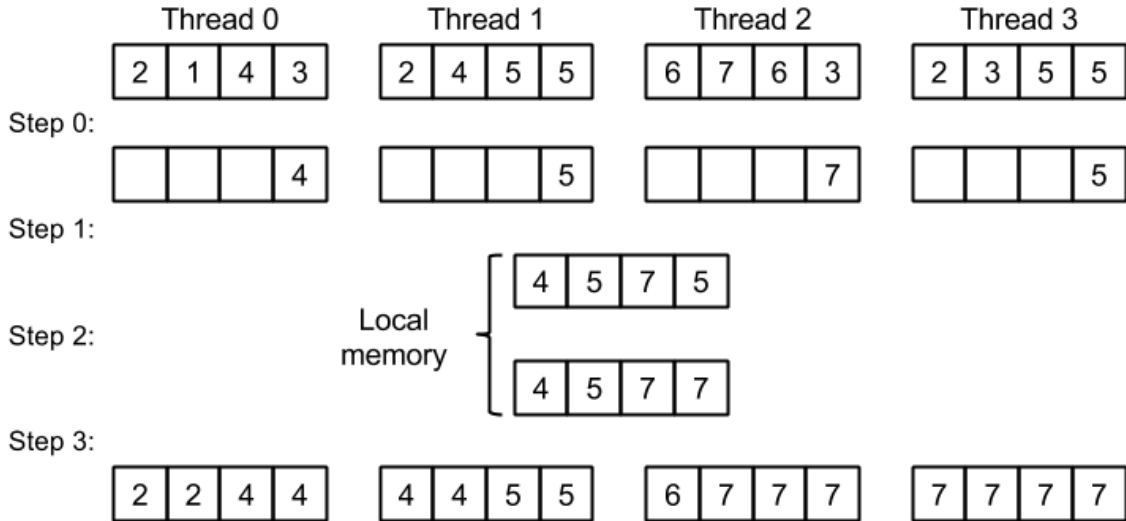 Thread 0 Thread 1 Thread 2 Thread 3
2 1 4 3 2 4 5 5 6 7 6 3 2 3 5 5
Step 0:
4 5 7 5
Step 1:
4 5 7 5
Step 2:
Local
memory
4 5 7 7
Step 3:
2 2 4 4 4 4 5 5 6 7 7 7 7 7 7 7